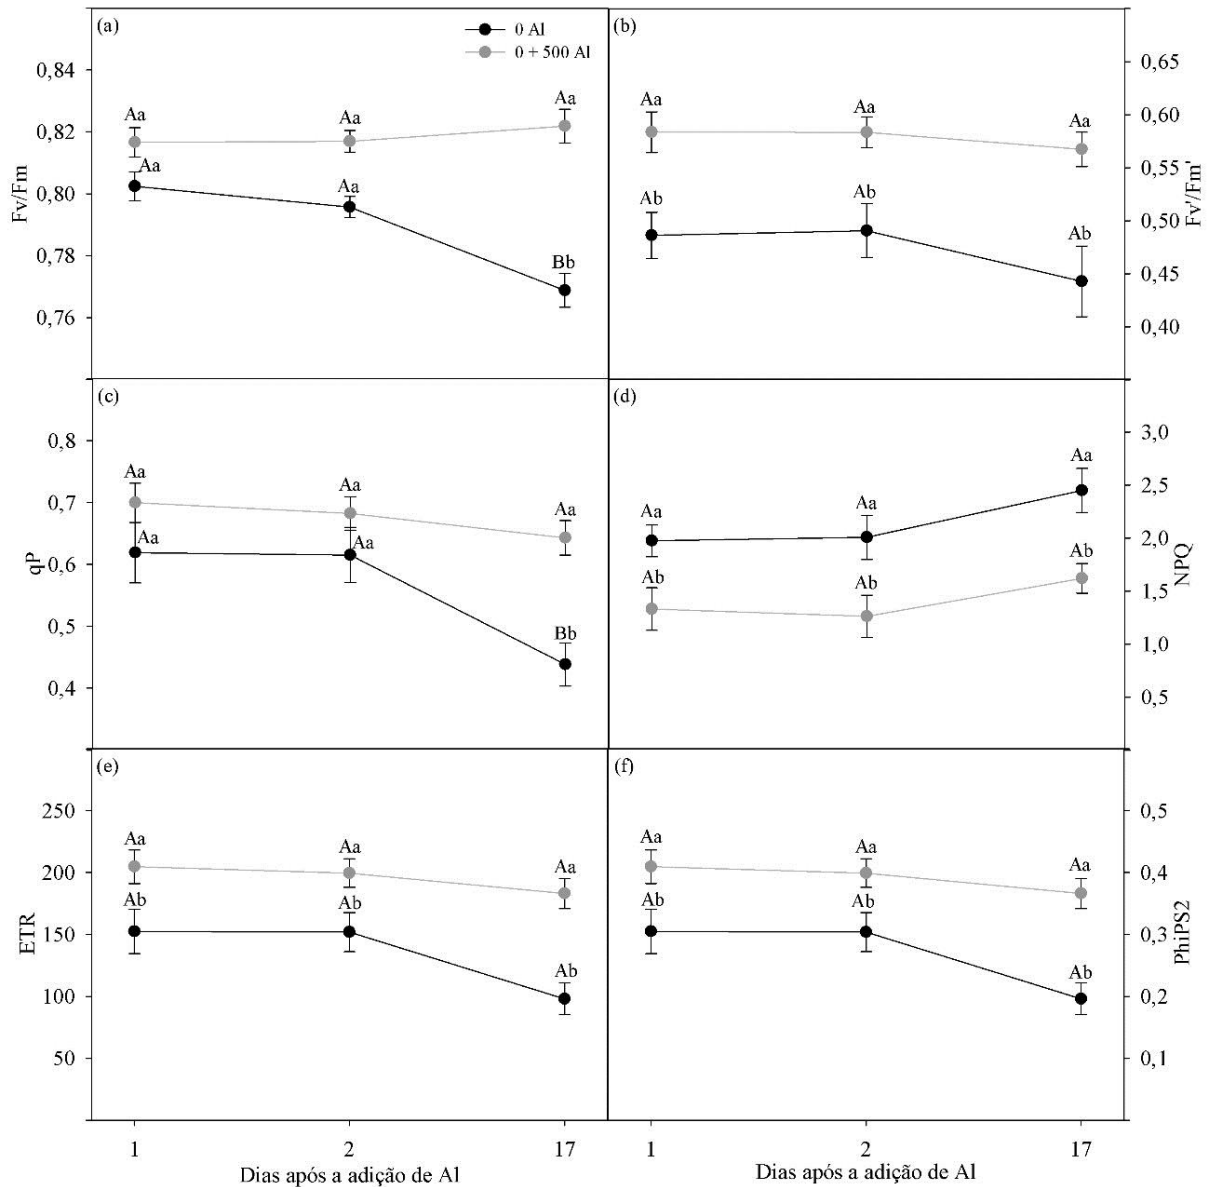 (a)
0 Al
0 + 500 Al
0,84
0,82
0,80
0,78
0,76
Fv/Fm
Aa
Aa
Aa
Aa
Aa
Bb
(b)
0,65
0,60
0,55
0,50
0,45
0,40
Fv'/Fm'
Aa
Aa
Aa
Ab
Ab
Ab
(c)
0,8
0,7
0,6
0,5
0,4
qP
Aa
Aa
Aa
Aa
Aa
Bb
(d)
3,0
2,5
2,0
1,5
1,0
0,5
NPQ
Aa
Aa
Aa
Ab
Ab
Ab
(e)
250
200
150
100
50
ETR
Aa
Aa
Aa
Ab
Ab
Ab
1
2
17
Dias após a adição de Al
(f)
0,5
0,4
0,3
0,2
0,1
PhiPS2
Aa
Aa
Aa
Ab
Ab
Ab
1
2
17
Dias após a adição de Al